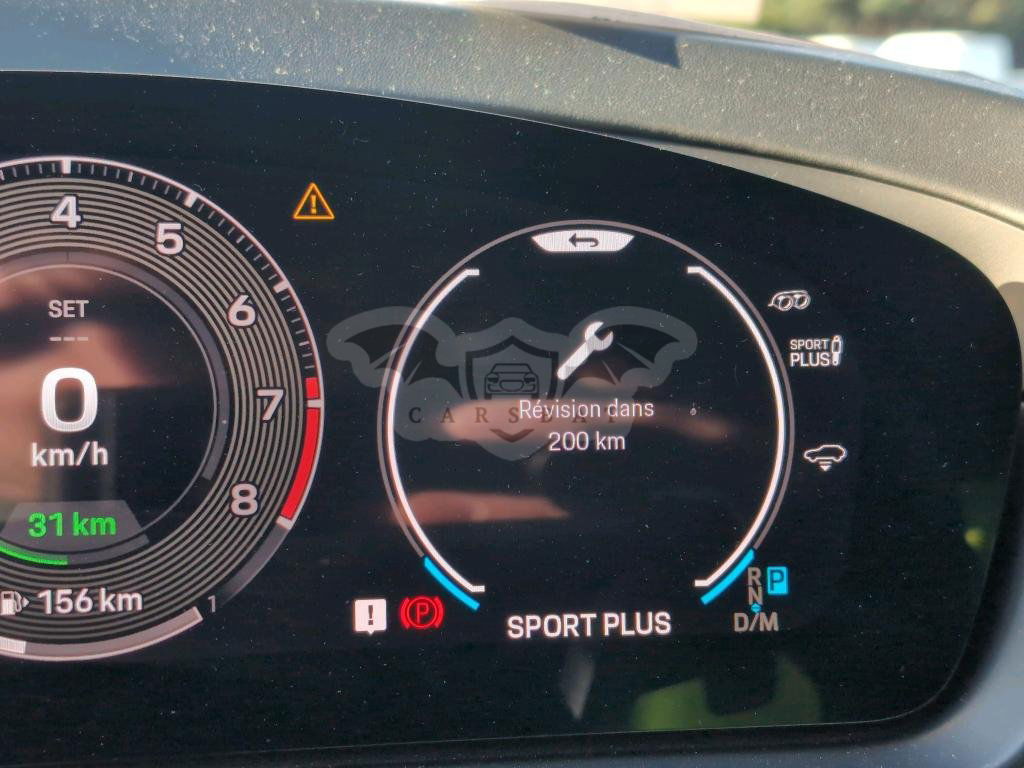 4
5
6
7
8
1
SET
---
0
km/h
31 km
156 km
Révision dans
200 km
CARSDAY
SPORT
PLUS
!
P
SPORT PLUS
R
N
D/M
P